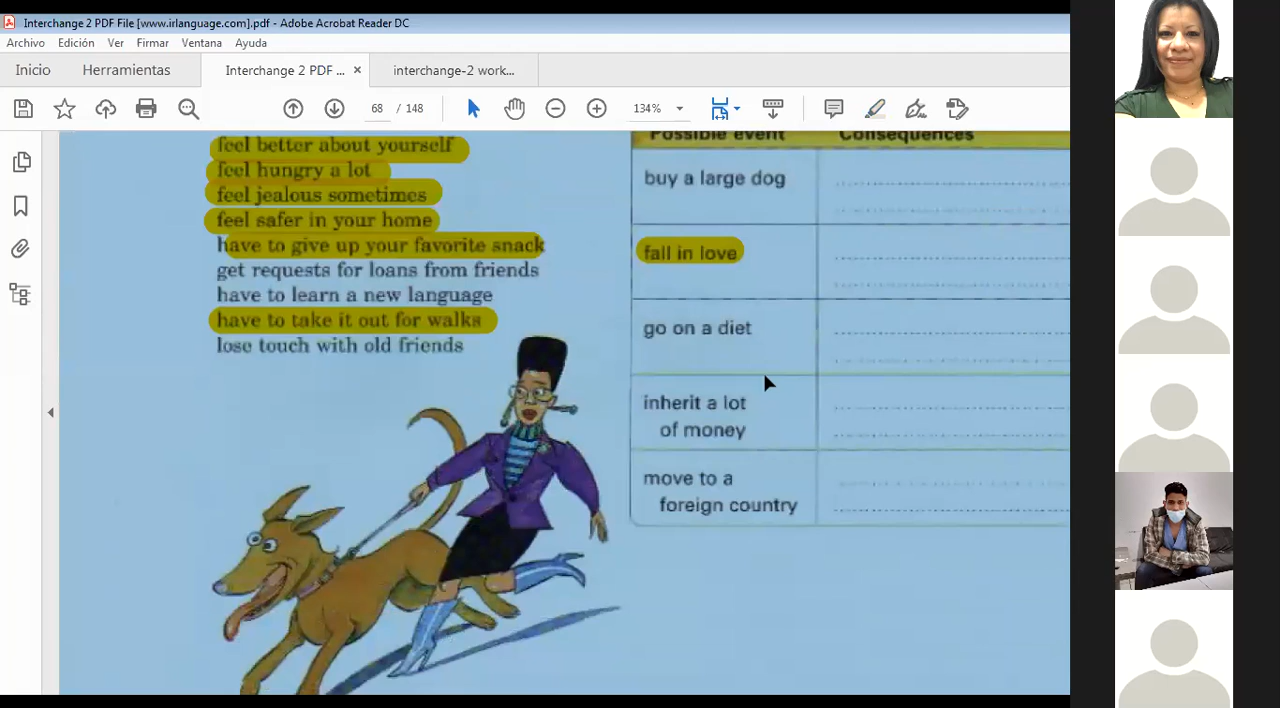 Interchange 2 PDF File [www.irlanguage.com].pdf - Adobe Acrobat Reader DC
Archivo Edición Ver Firmar Ventana Ayuda
Inicio Herramientas Interchange 2 PDF ... × interchange-2 work...
68 / 148 134%
feel better about yourself
feel hungry a lot
feel jealous sometimes
feel safer in your home
have to give up your favorite snack
get requests for loans from friends
have to learn a new language
have to take it out for walks
lose touch with old friends
Possible event Consequences
buy a large dog
fall in love
go on a diet
inherit a lot
of money
move to a
foreign country